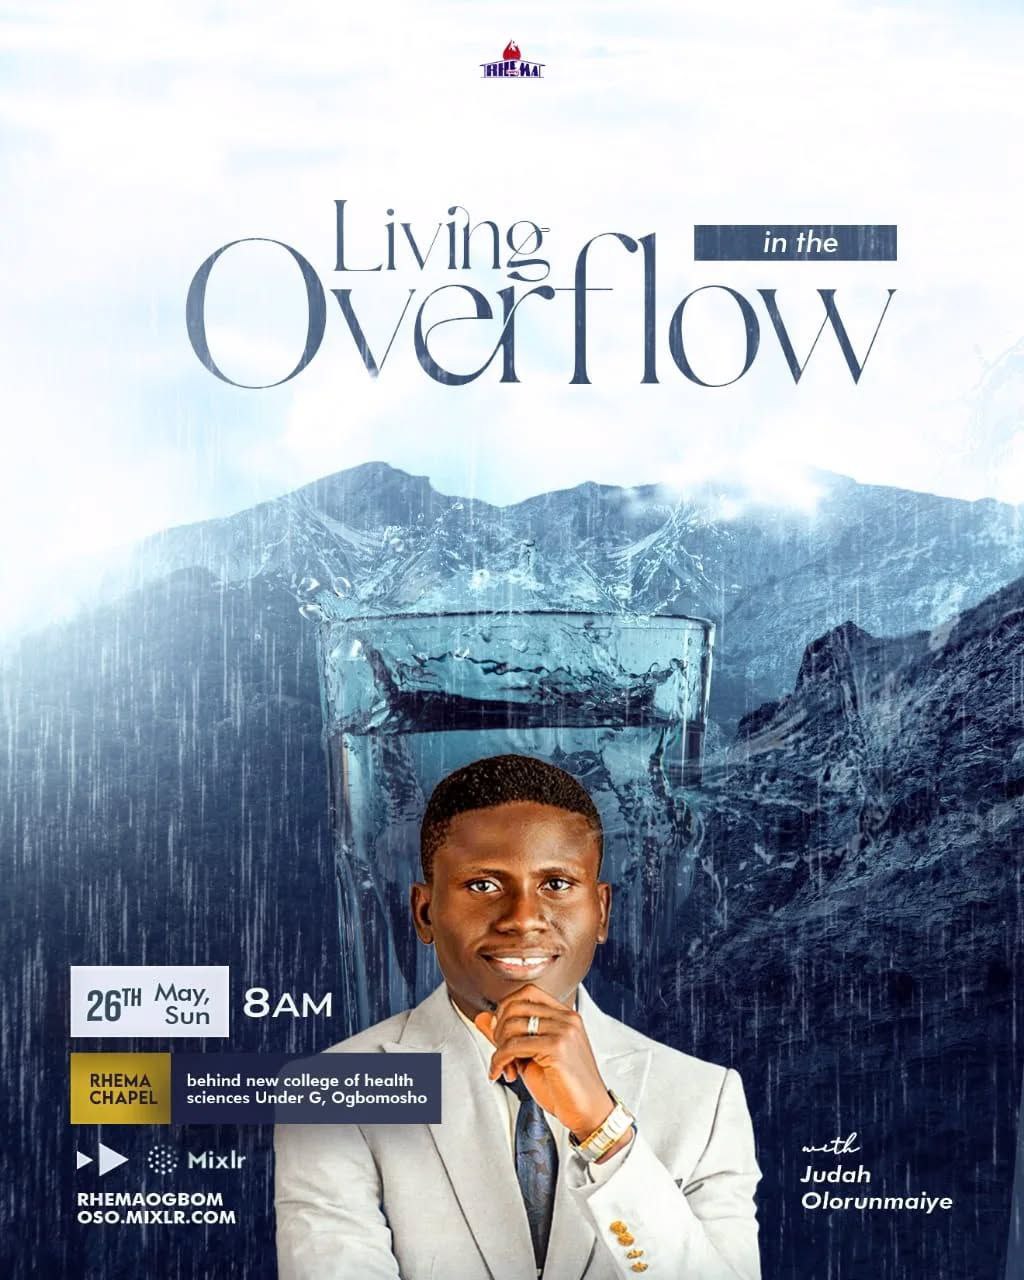 RHEMA
Living
in the
Overflow
26TH May,
Sun
8AM
RHEMA
CHAPEL
behind new college of health
sciences Under G, Ogbomosho
Mixlr
RHEMAOGBOM
OSO.MIXLR.COM
with
Judah
Olorunmaiye